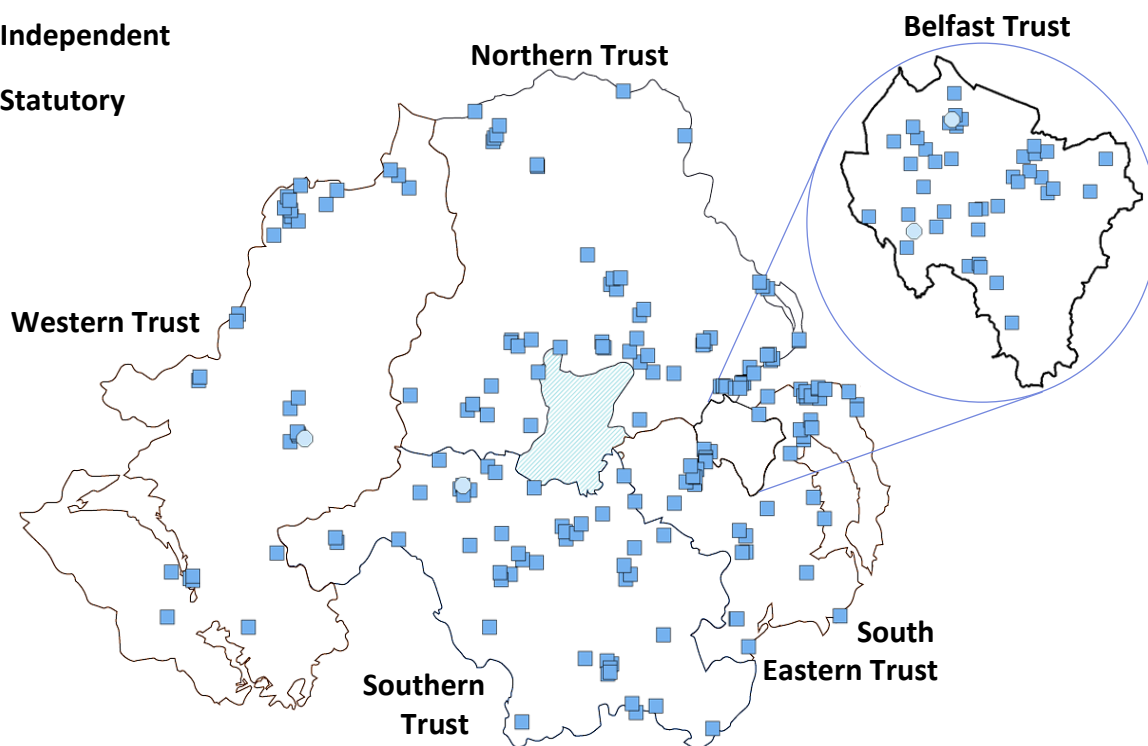 Independent
Statutory
Northern Trust
Belfast Trust
Western Trust
Southern
Trust
South
Eastern Trust